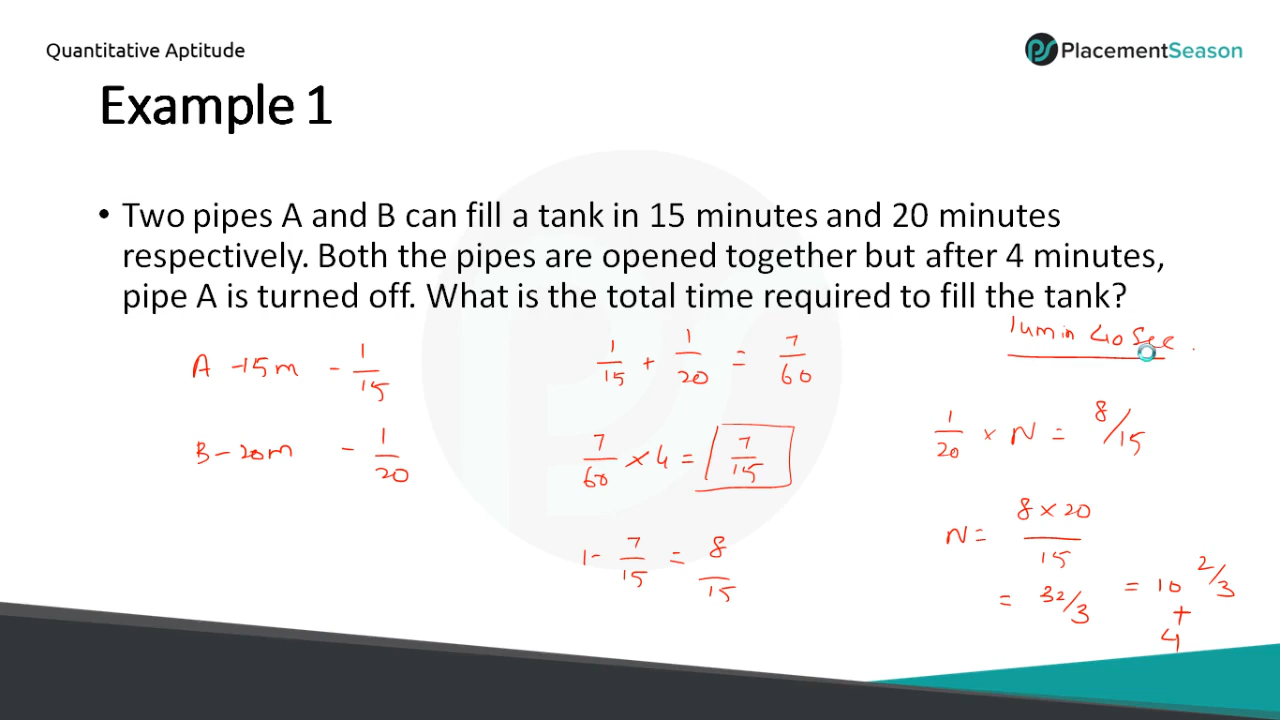 Quantitative Aptitude
PS PlacementSeason
Example 1
• Two pipes A and B can fill a tank in 15 minutes and 20 minutes
respectively. Both the pipes are opened together but after 4 minutes,
pipe A is turned off. What is the total time required to fill the tank?
14 min 40 Sec.
A - 15m - 1/15
B - 20m - 1/20
1/15 + 1/20 = 7/60
7/60 × 4 = 7/15
1 - 7/15 = 8/15
1/20 × N = 8/15
N = 8 × 20/15
= 32/3 = 10 2/3
+
4